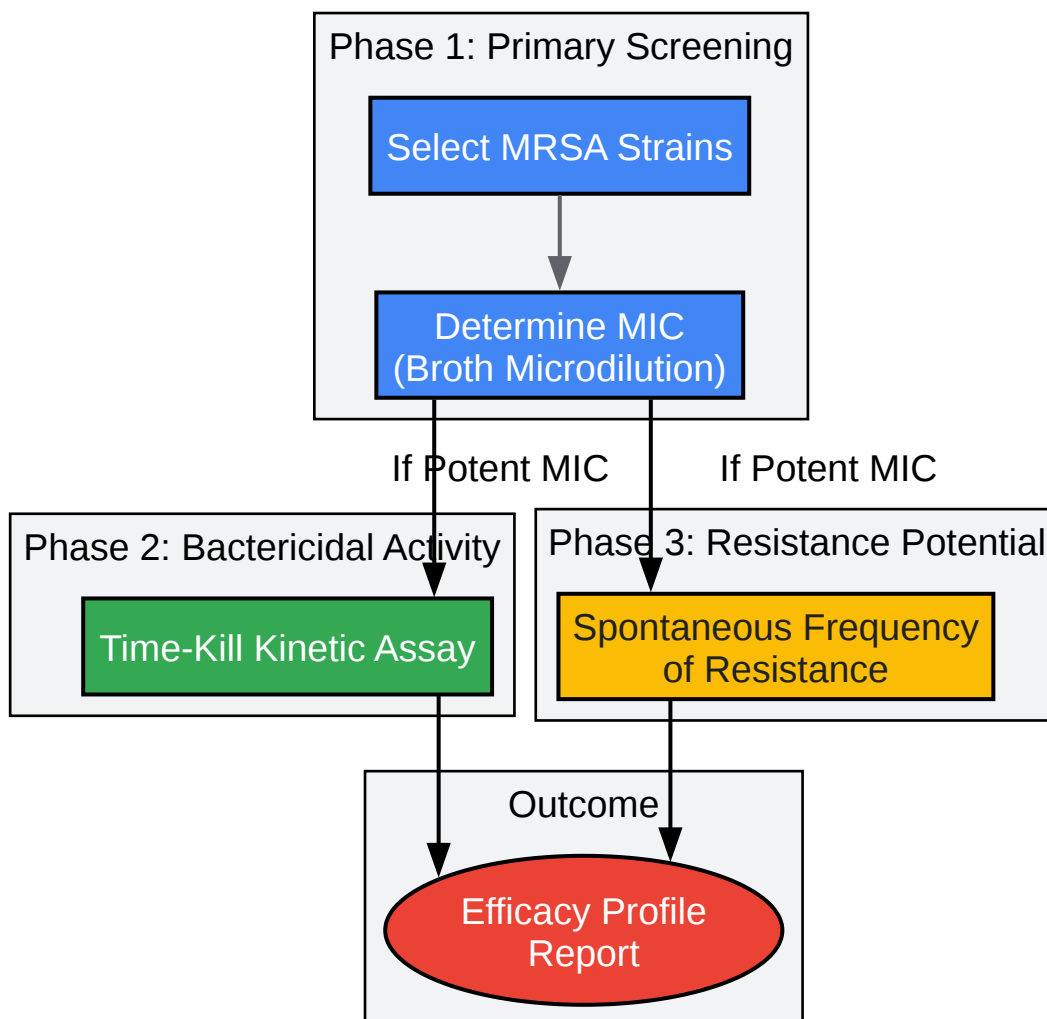 Phase 1: Primary Screening
Select MRSA Strains
Determine MIC
(Broth Microdilution)
If Potent MIC
If Potent MIC
Phase 2: Bactericidal Activity
Time-Kill Kinetic Assay
Phase 3: Resistance Potential
Spontaneous Frequency
of Resistance
Outcome
Efficacy Profile
Report